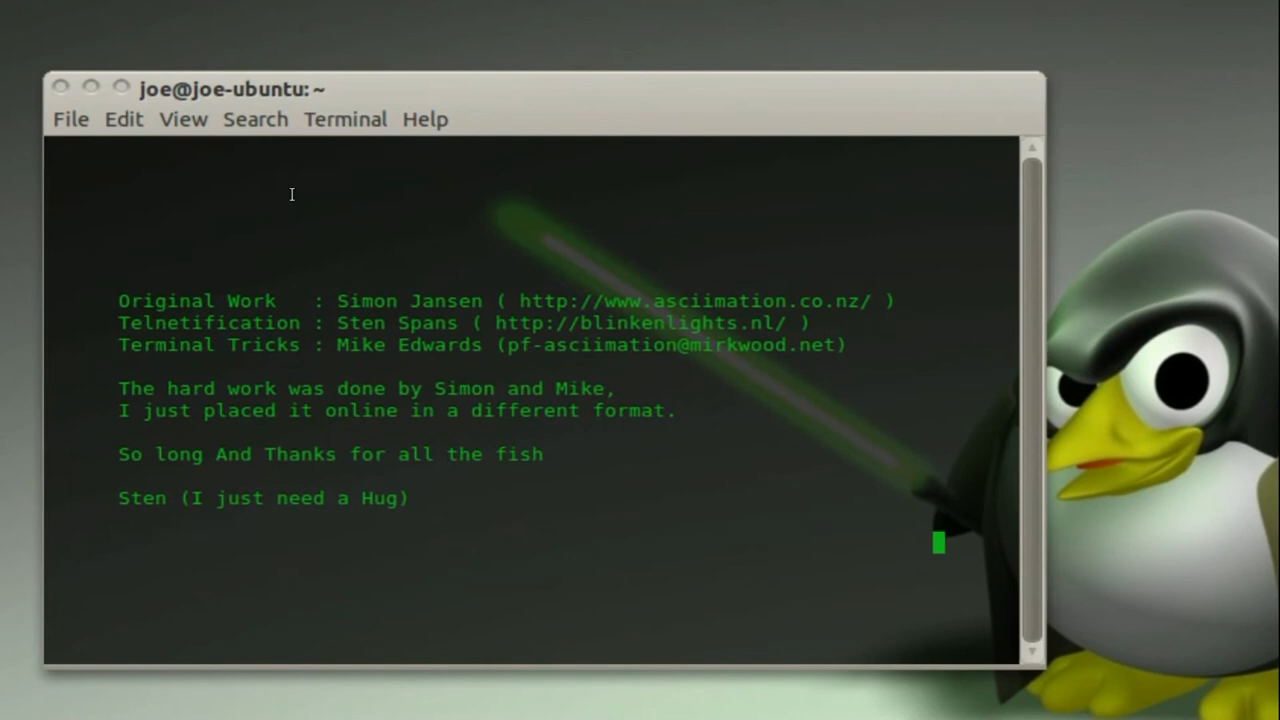 joe@joe-ubuntu: ~
File Edit View Search Terminal Help
Original Work   : Simon Jansen ( http://www.asciimation.co.nz/ )
Telnetification : Sten Spans ( http://blinkenlights.nl/ )
Terminal Tricks : Mike Edwards (pf-asciimation@mirkwood.net)
The hard work was done by Simon and Mike,
I just placed it online in a different format.
So long And Thanks for all the fish
Sten (I just need a Hug)